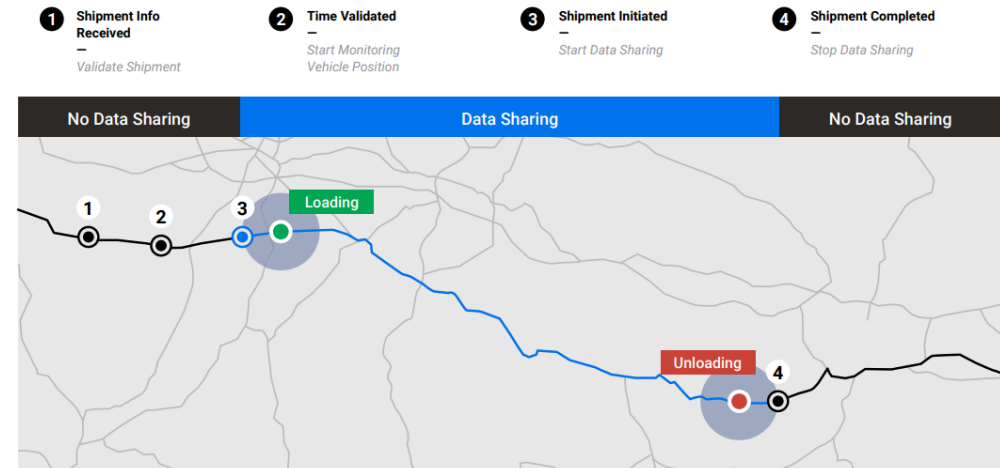 1 Shipment Info
Received
–
Validate Shipment
2 Time Validated
–
Start Monitoring
Vehicle Position
3 Shipment Initiated
–
Start Data Sharing
4 Shipment Completed
–
Stop Data Sharing
No Data Sharing
Data Sharing
No Data Sharing
1
2
3
Loading
Unloading
4